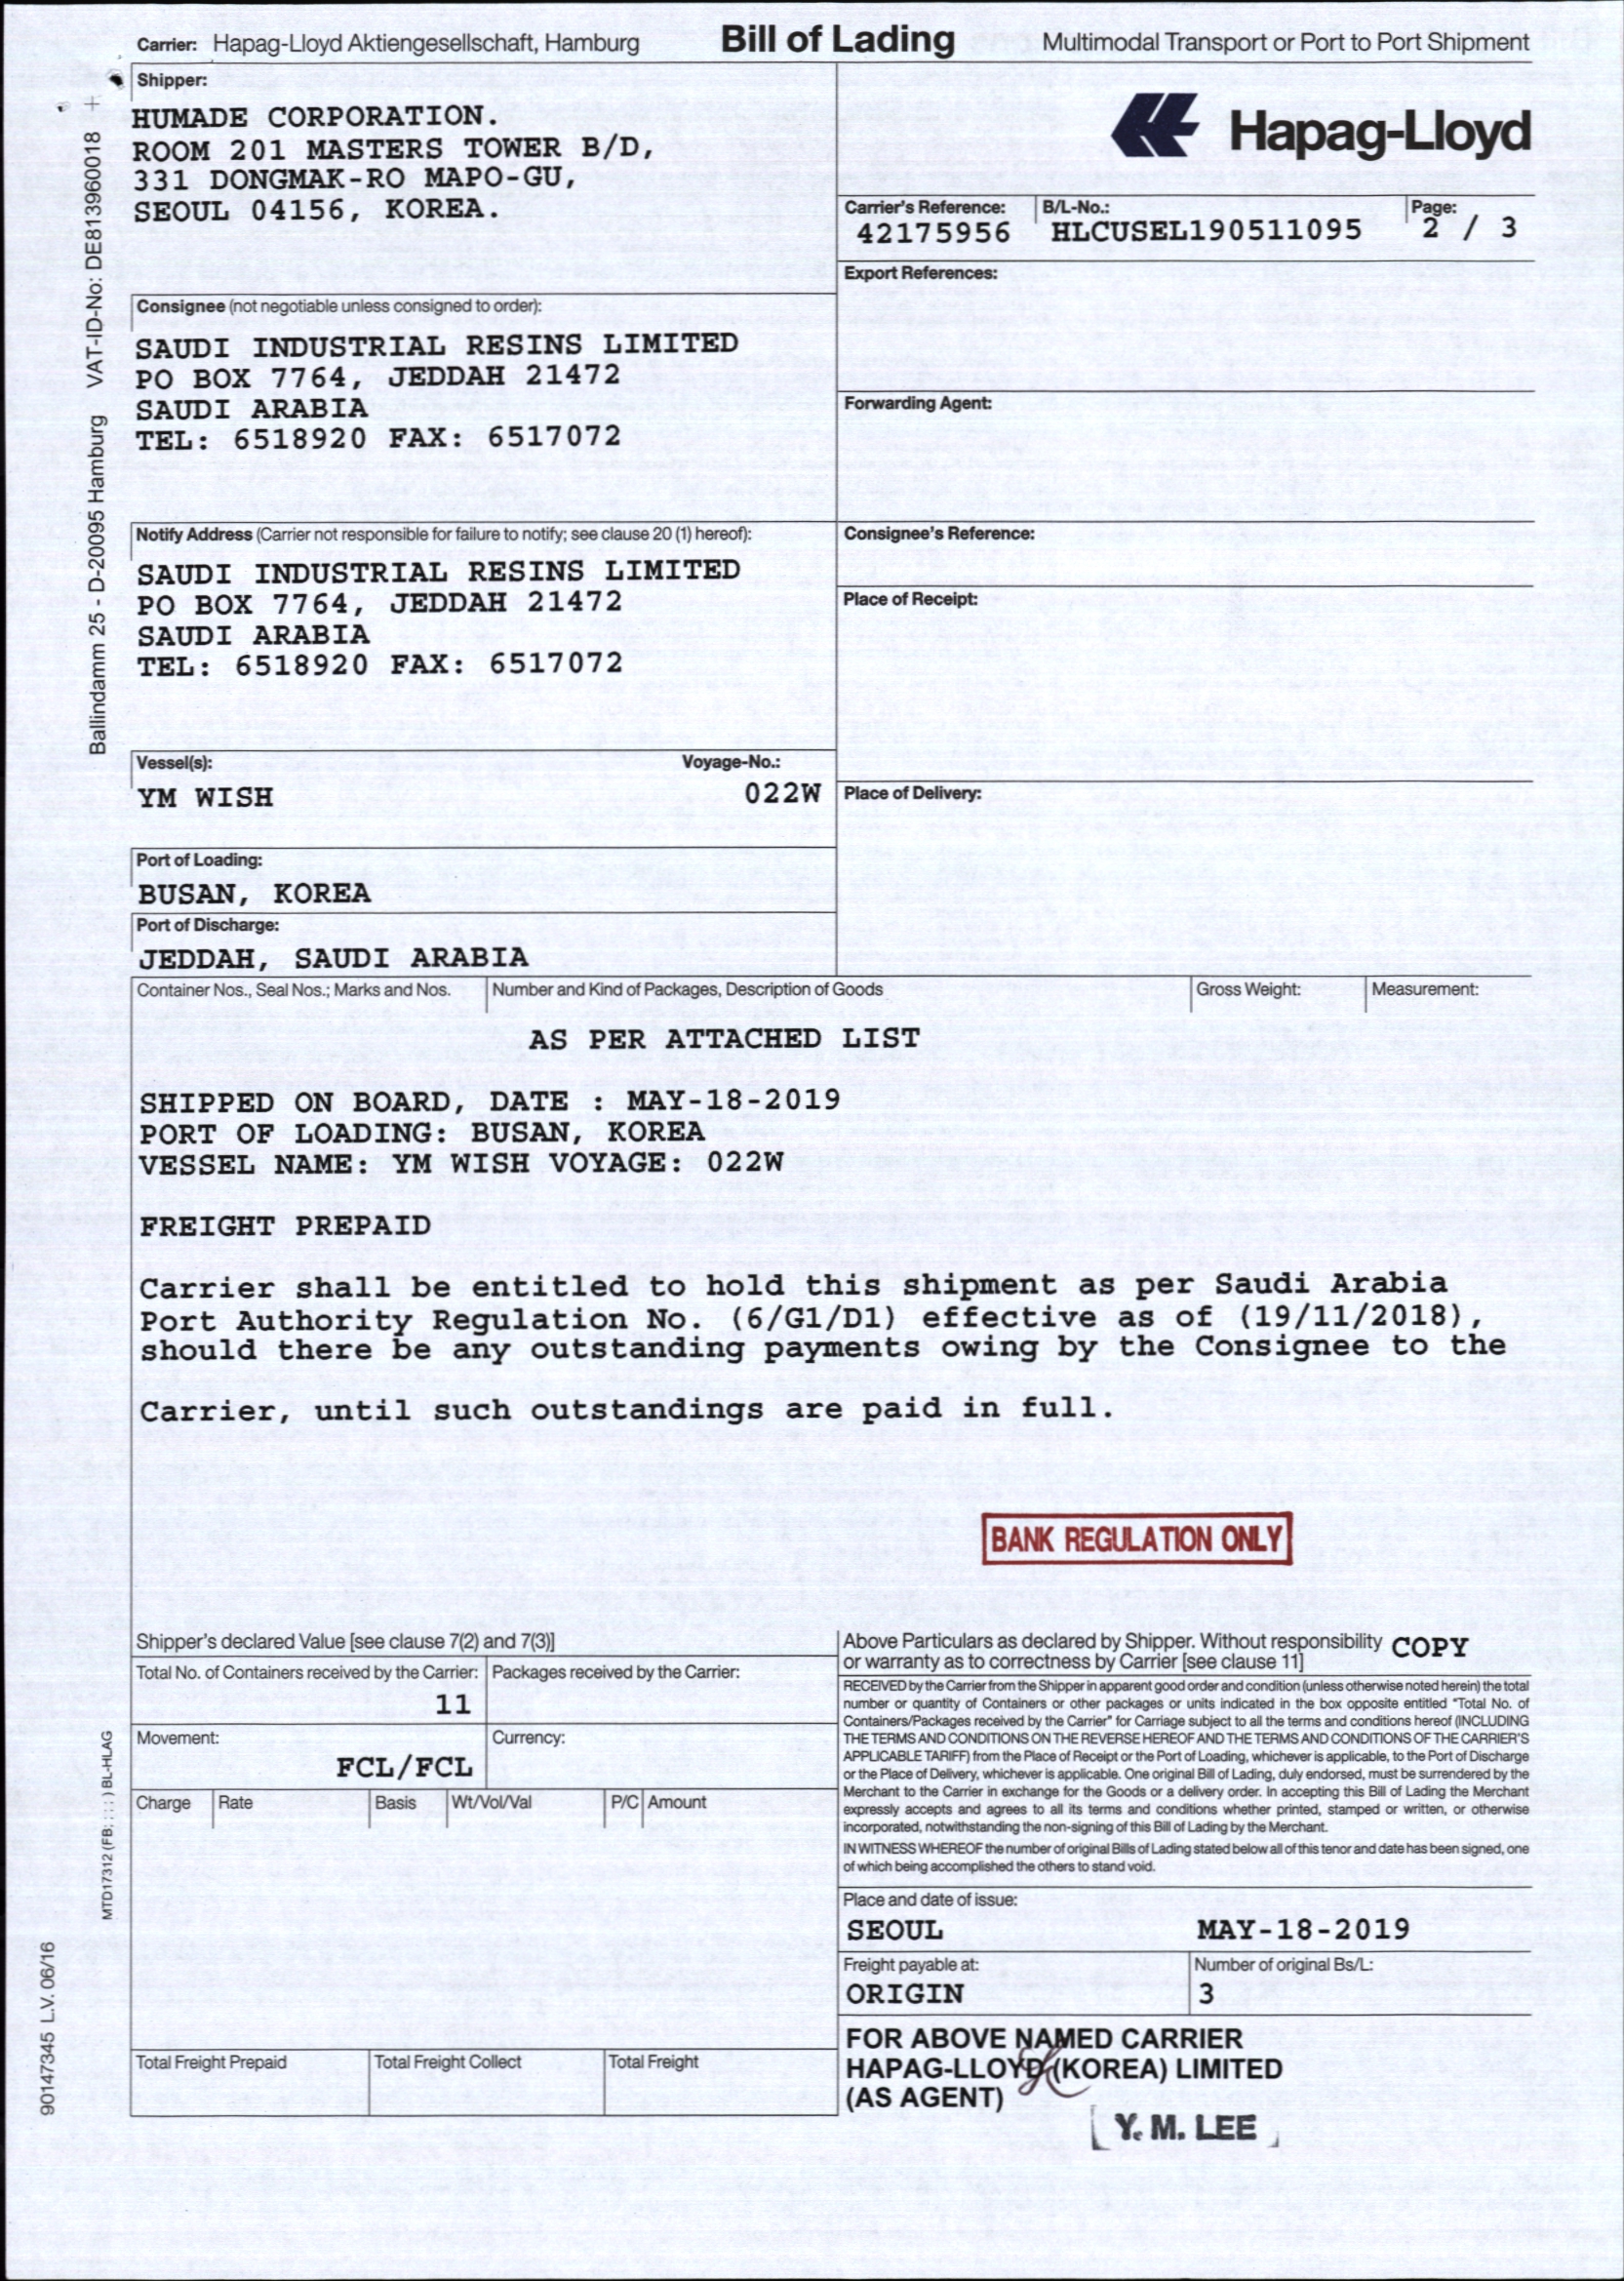 Carrier: Hapag-Lloyd Aktiengesellschaft, Hamburg
Bill of Lading
Multimodal Transport or Port to Port Shipment
Shipper:
HUMADE CORPORATION.
ROOM 201 MASTERS TOWER B/D,
331 DONGMAK-RO MAPO-GU,
SEOUL 04156, KOREA.
Hapag-Lloyd
Carrier's Reference: B/L-No.: Page:
42175956 HLCUSEL190511095 2 / 3
Export References:
Consignee (not negotiable unless consigned to order):
SAUDI INDUSTRIAL RESINS LIMITED
PO BOX 7764, JEDDAH 21472
SAUDI ARABIA
TEL: 6518920 FAX: 6517072
Forwarding Agent:
Notify Address (Carrier not responsible for failure to notify; see clause 20 (1) hereof):
SAUDI INDUSTRIAL RESINS LIMITED
PO BOX 7764, JEDDAH 21472
SAUDI ARABIA
TEL: 6518920 FAX: 6517072
Consignee's Reference:
Place of Receipt:
Vessel(s): Voyage-No.:
YM WISH 022W
Place of Delivery:
Port of Loading:
BUSAN, KOREA
Port of Discharge:
JEDDAH, SAUDI ARABIA
Container Nos., Seal Nos.; Marks and Nos. Number and Kind of Packages, Description of Goods Gross Weight: Measurement:
AS PER ATTACHED LIST
SHIPPED ON BOARD, DATE : MAY-18-2019
PORT OF LOADING: BUSAN, KOREA
VESSEL NAME: YM WISH VOYAGE: 022W
FREIGHT PREPAID
Carrier shall be entitled to hold this shipment as per Saudi Arabia
Port Authority Regulation No. (6/G1/D1) effective as of (19/11/2018),
should there be any outstanding payments owing by the Consignee to the
Carrier, until such outstandings are paid in full.
BANK REGULATION ONLY
Shipper's declared Value [see clause 7(2) and 7(3)]
Total No. of Containers received by the Carrier: Packages received by the Carrier:
11
Movement: Currency:
FCL/FCL
Charge Rate Basis Wt/Vol/Val P/C Amount
Total Freight Prepaid Total Freight Collect Total Freight
Above Particulars as declared by Shipper. Without responsibility
or warranty as to correctness by Carrier [see clause 11]
COPY
RECEIVED by the Carrier from the Shipper in apparent good order and condition (unless otherwise noted herein) the total
number or quantity of Containers or other packages or units indicated in the box opposite entitled "Total No. of
Containers/Packages received by the Carrier" for Carriage subject to all the terms and conditions hereof (INCLUDING
THE TERMS AND CONDITIONS ON THE REVERSE HEREOF AND THE TERMS AND CONDITIONS OF THE CARRIER'S
APPLICABLE TARIFF) from the Place of Receipt or the Port of Loading, whichever is applicable, to the Port of Discharge
or the Place of Delivery, whichever is applicable. One original Bill of Lading, duly endorsed, must be surrendered by the
Merchant to the Carrier in exchange for the Goods or a delivery order. In accepting this Bill of Lading the Merchant
expressly accepts and agrees to all its terms and conditions whether printed, stamped or written, or otherwise
incorporated, notwithstanding the non-signing of this Bill of Lading by the Merchant.
IN WITNESS WHEREOF the number of original Bills of Lading stated below all of this tenor and date has been signed, one
of which being accomplished the others to stand void.
Place and date of issue:
SEOUL MAY-18-2019
Freight payable at: Number of original Bs/L:
ORIGIN 3
FOR ABOVE NAMED CARRIER
HAPAG-LLOYD (KOREA) LIMITED
(AS AGENT)
Y. M. LEE
Ballindamm 25 - D-20095 Hamburg VAT-ID-No: DE813960018
MTD17312 (FB; ; ; ) BL-HLAG
90147345 L.V. 06/16